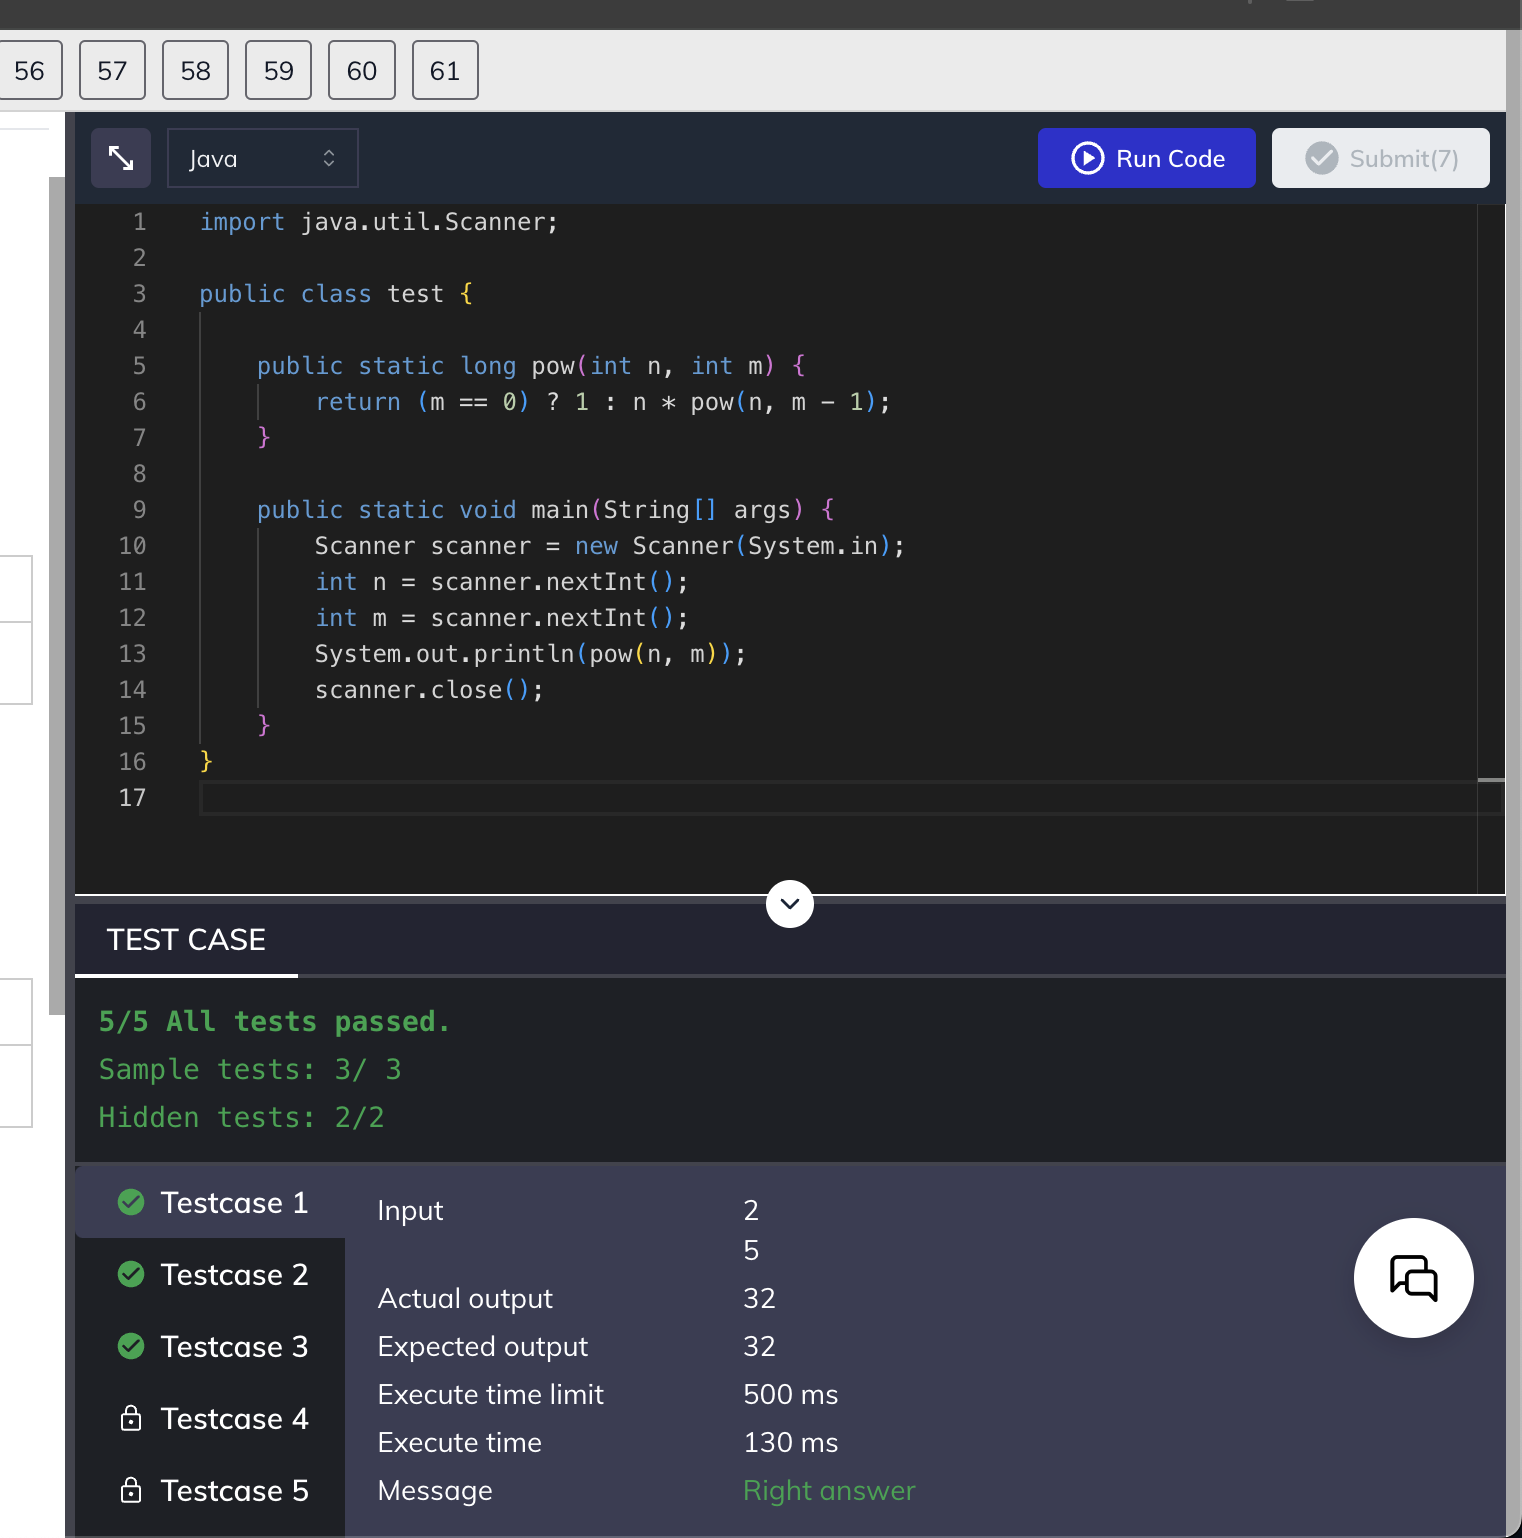 56 57 58 59 60 61
Java Run Code Submit(7)
1 import java.util.Scanner;
2
3 public class test {
4
5 public static long pow(int n, int m) {
6 return (m == 0) ? 1 : n * pow(n, m - 1);
7 }
8
9 public static void main(String[] args) {
10 Scanner scanner = new Scanner(System.in);
11 int n = scanner.nextInt();
12 int m = scanner.nextInt();
13 System.out.println(pow(n, m));
14 scanner.close();
15 }
16 }
17
TEST CASE
5/5 All tests passed.
Sample tests: 3/ 3
Hidden tests: 2/2
Testcase 1
Testcase 2
Testcase 3
Testcase 4
Testcase 5
Input 2
5
Actual output 32
Expected output 32
Execute time limit 500 ms
Execute time 130 ms
Message Right answer